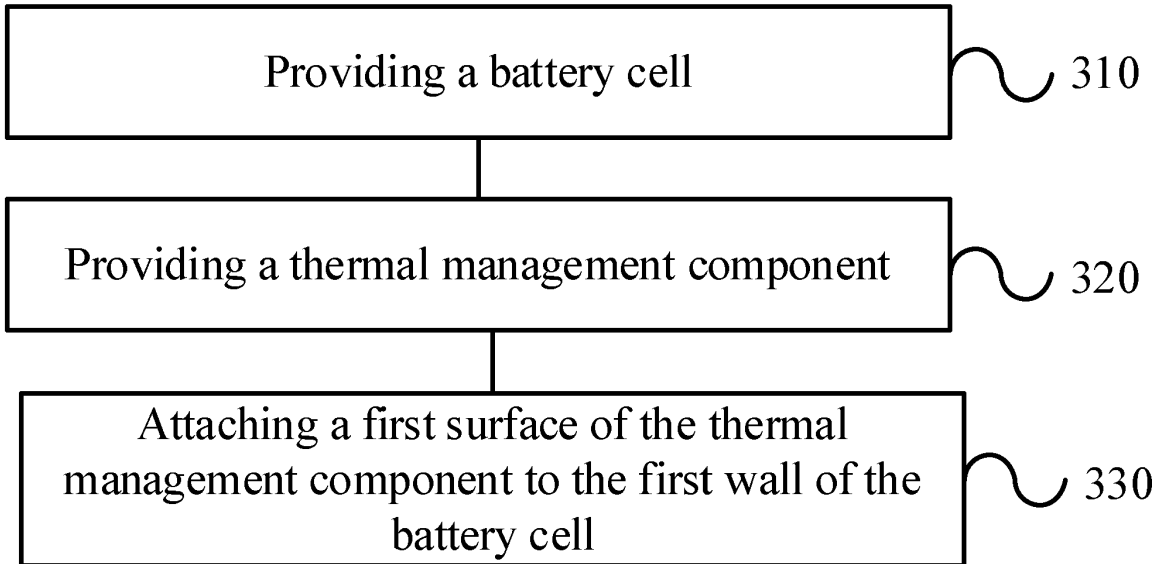 Providing a battery cell
310
Providing a thermal management component
320
Attaching a first surface of the thermal
management component to the first wall of the
battery cell
330